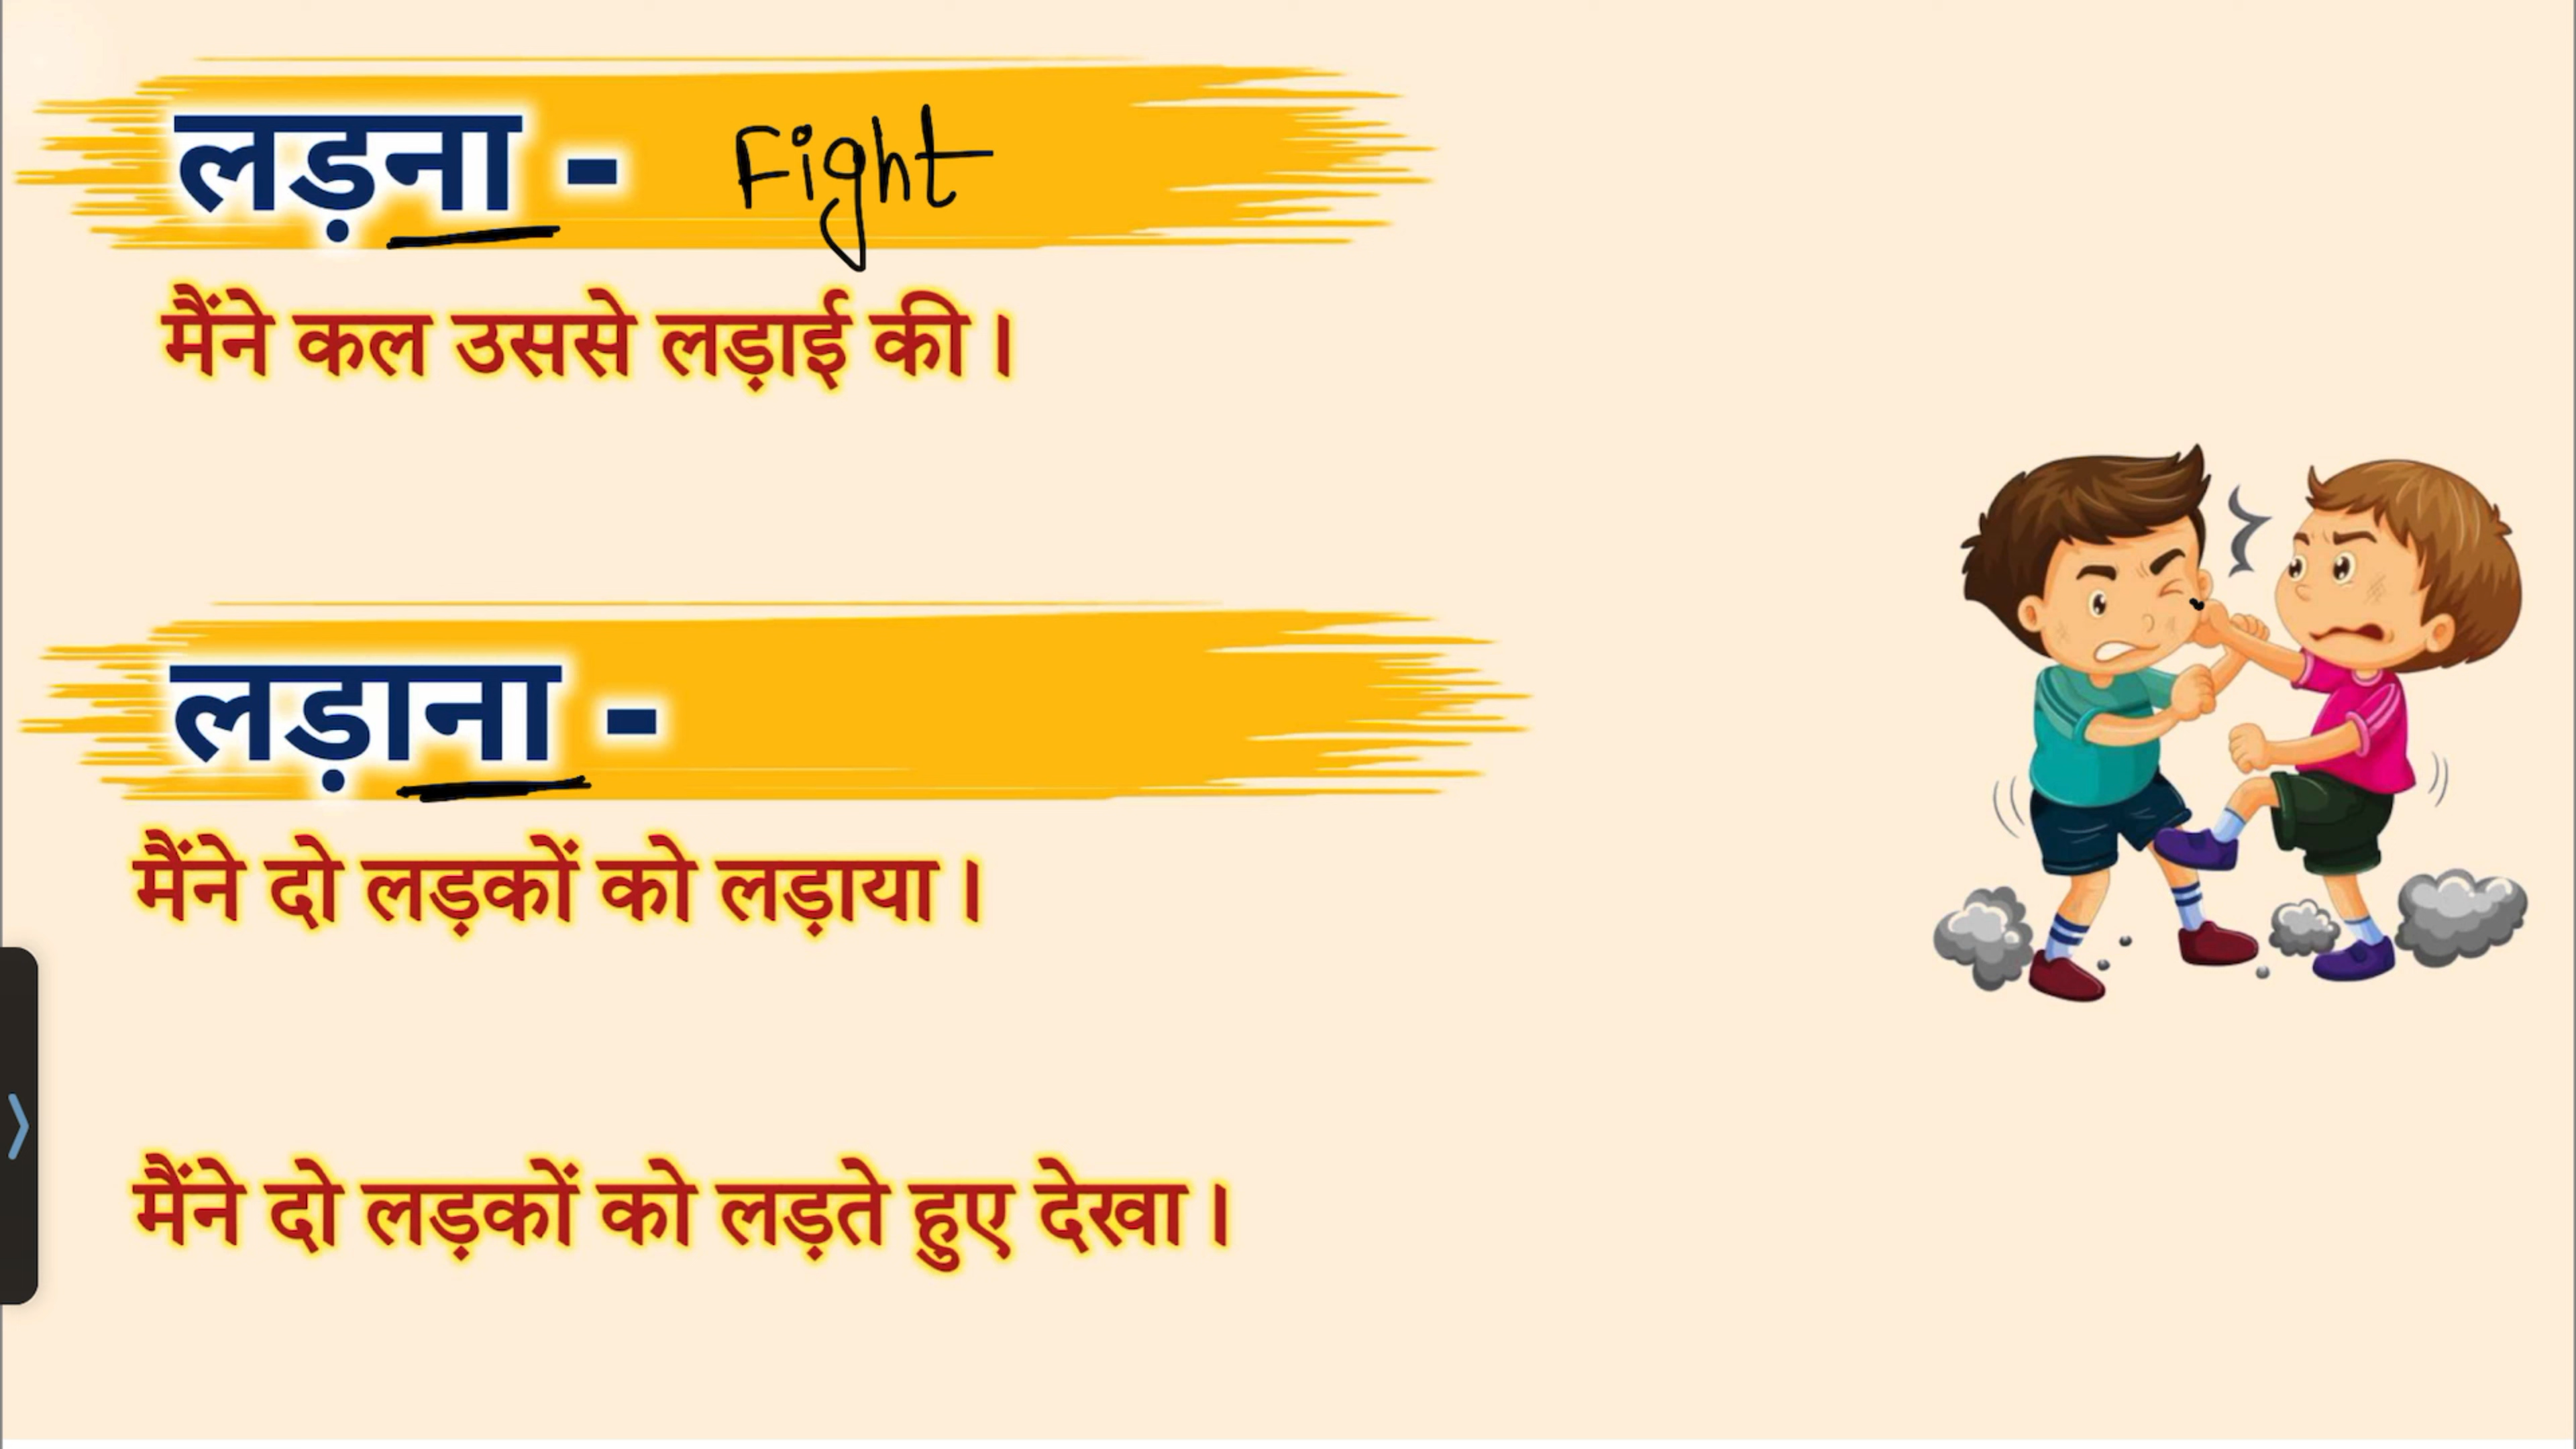 लड़ना - Fight
मैंने कल उससे लड़ाई की।
लड़ाना -
मैंने दो लड़कों को लड़ाया।
मैंने दो लड़कों को लड़ते हुए देखा।